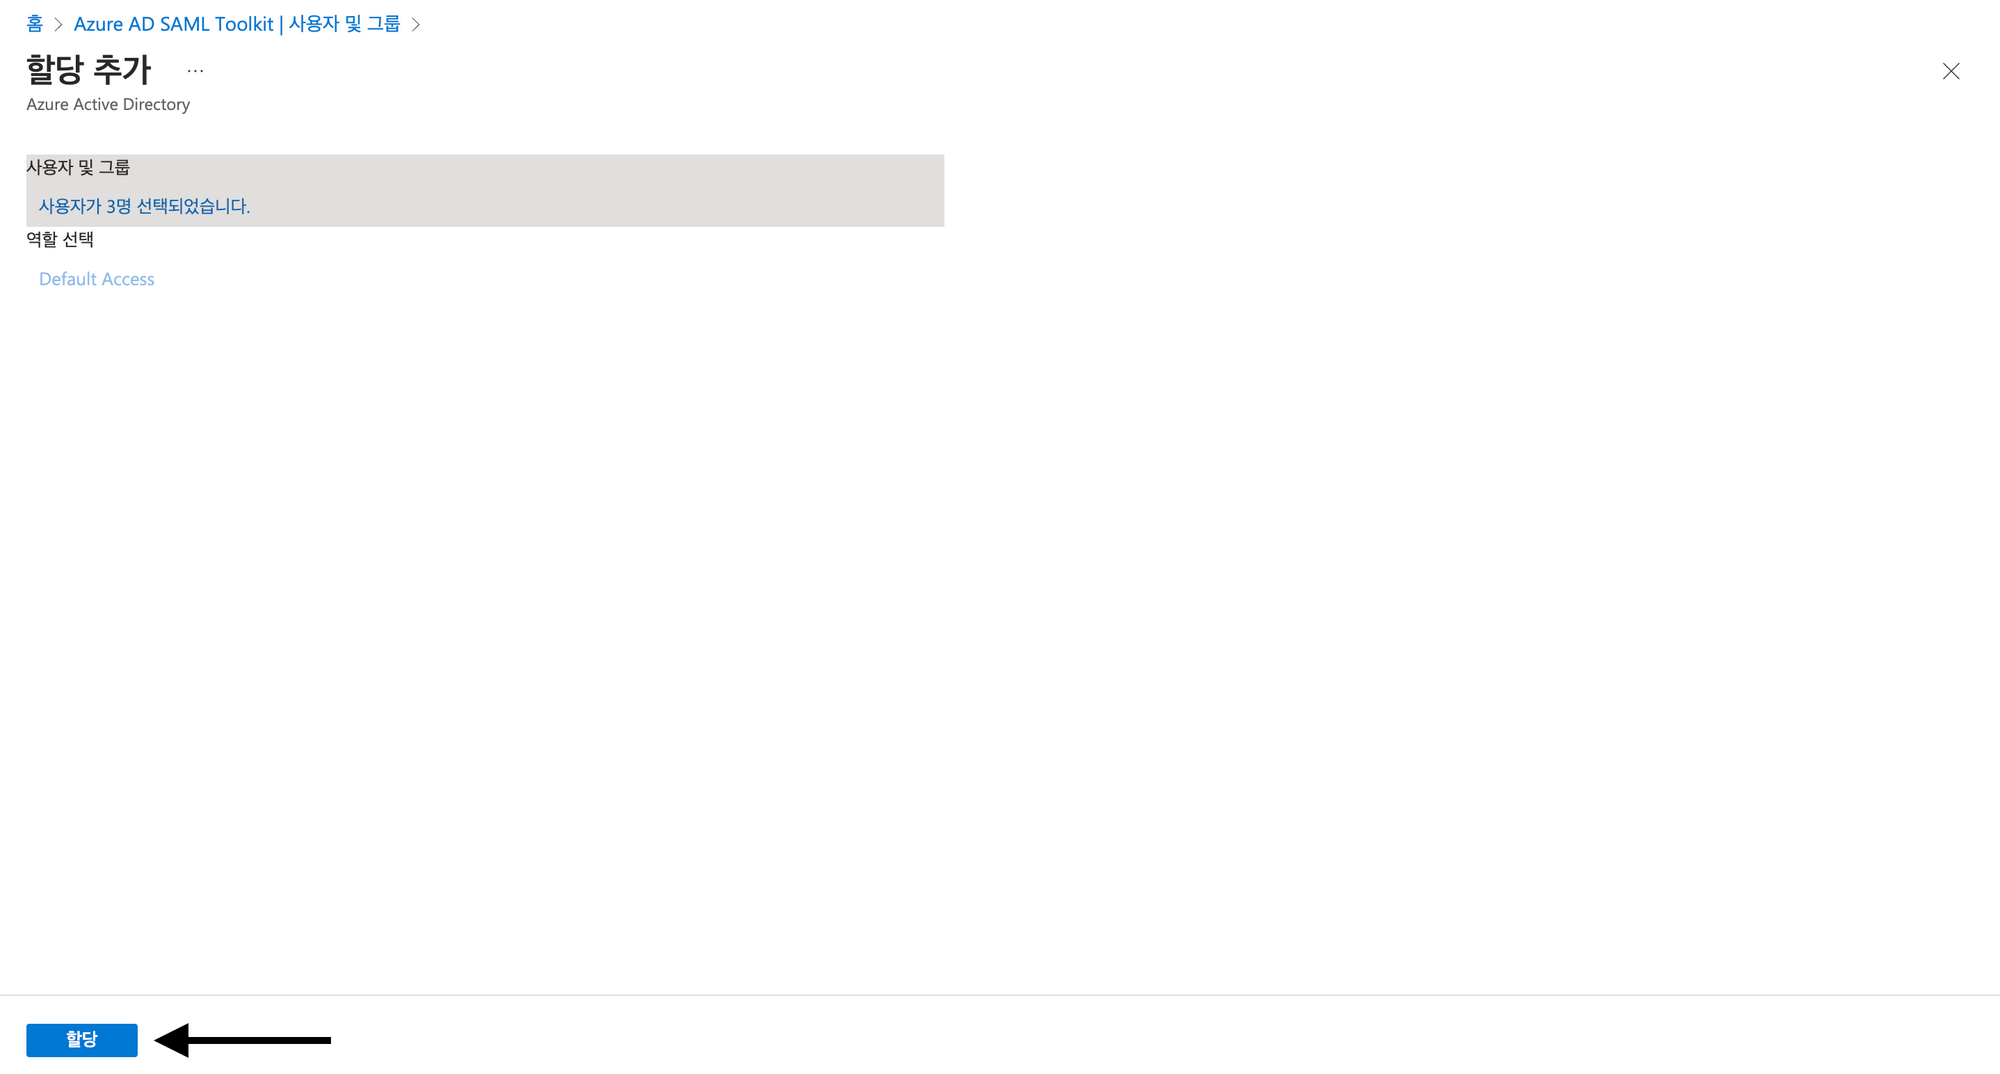 홈 > Azure AD SAML Toolkit | 사용자 및 그룹 >
할당 추가 ...
Azure Active Directory
사용자 및 그룹
사용자가 3명 선택되었습니다.
역할 선택
Default Access
할당